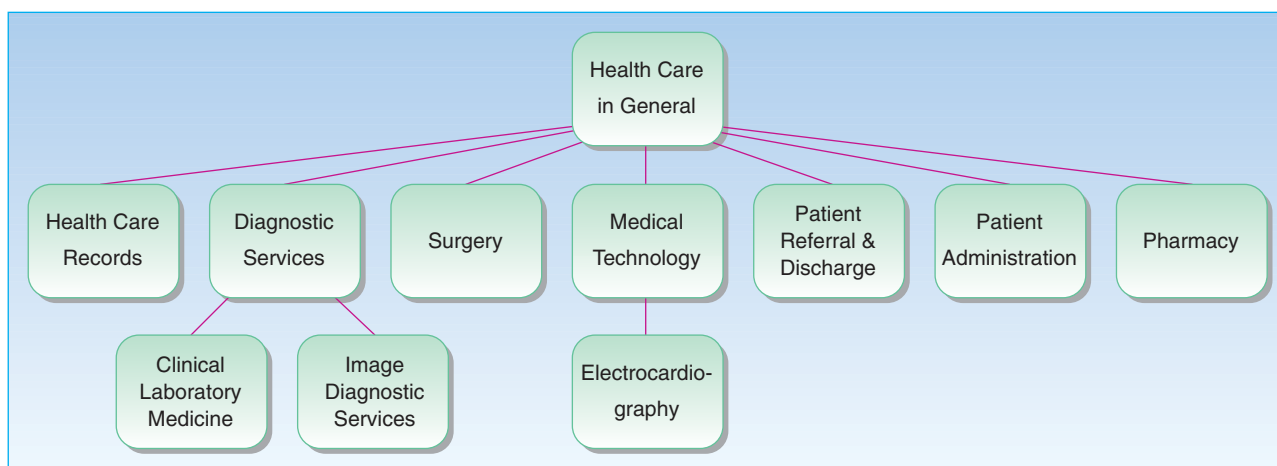 Health Care
in General
Health Care
Records
Diagnostic
Services
Surgery
Medical
Technology
Patient
Referral &
Discharge
Patient
Administration
Pharmacy
Clinical
Laboratory
Medicine
Image
Diagnostic
Services
Electrocardio-
graphy